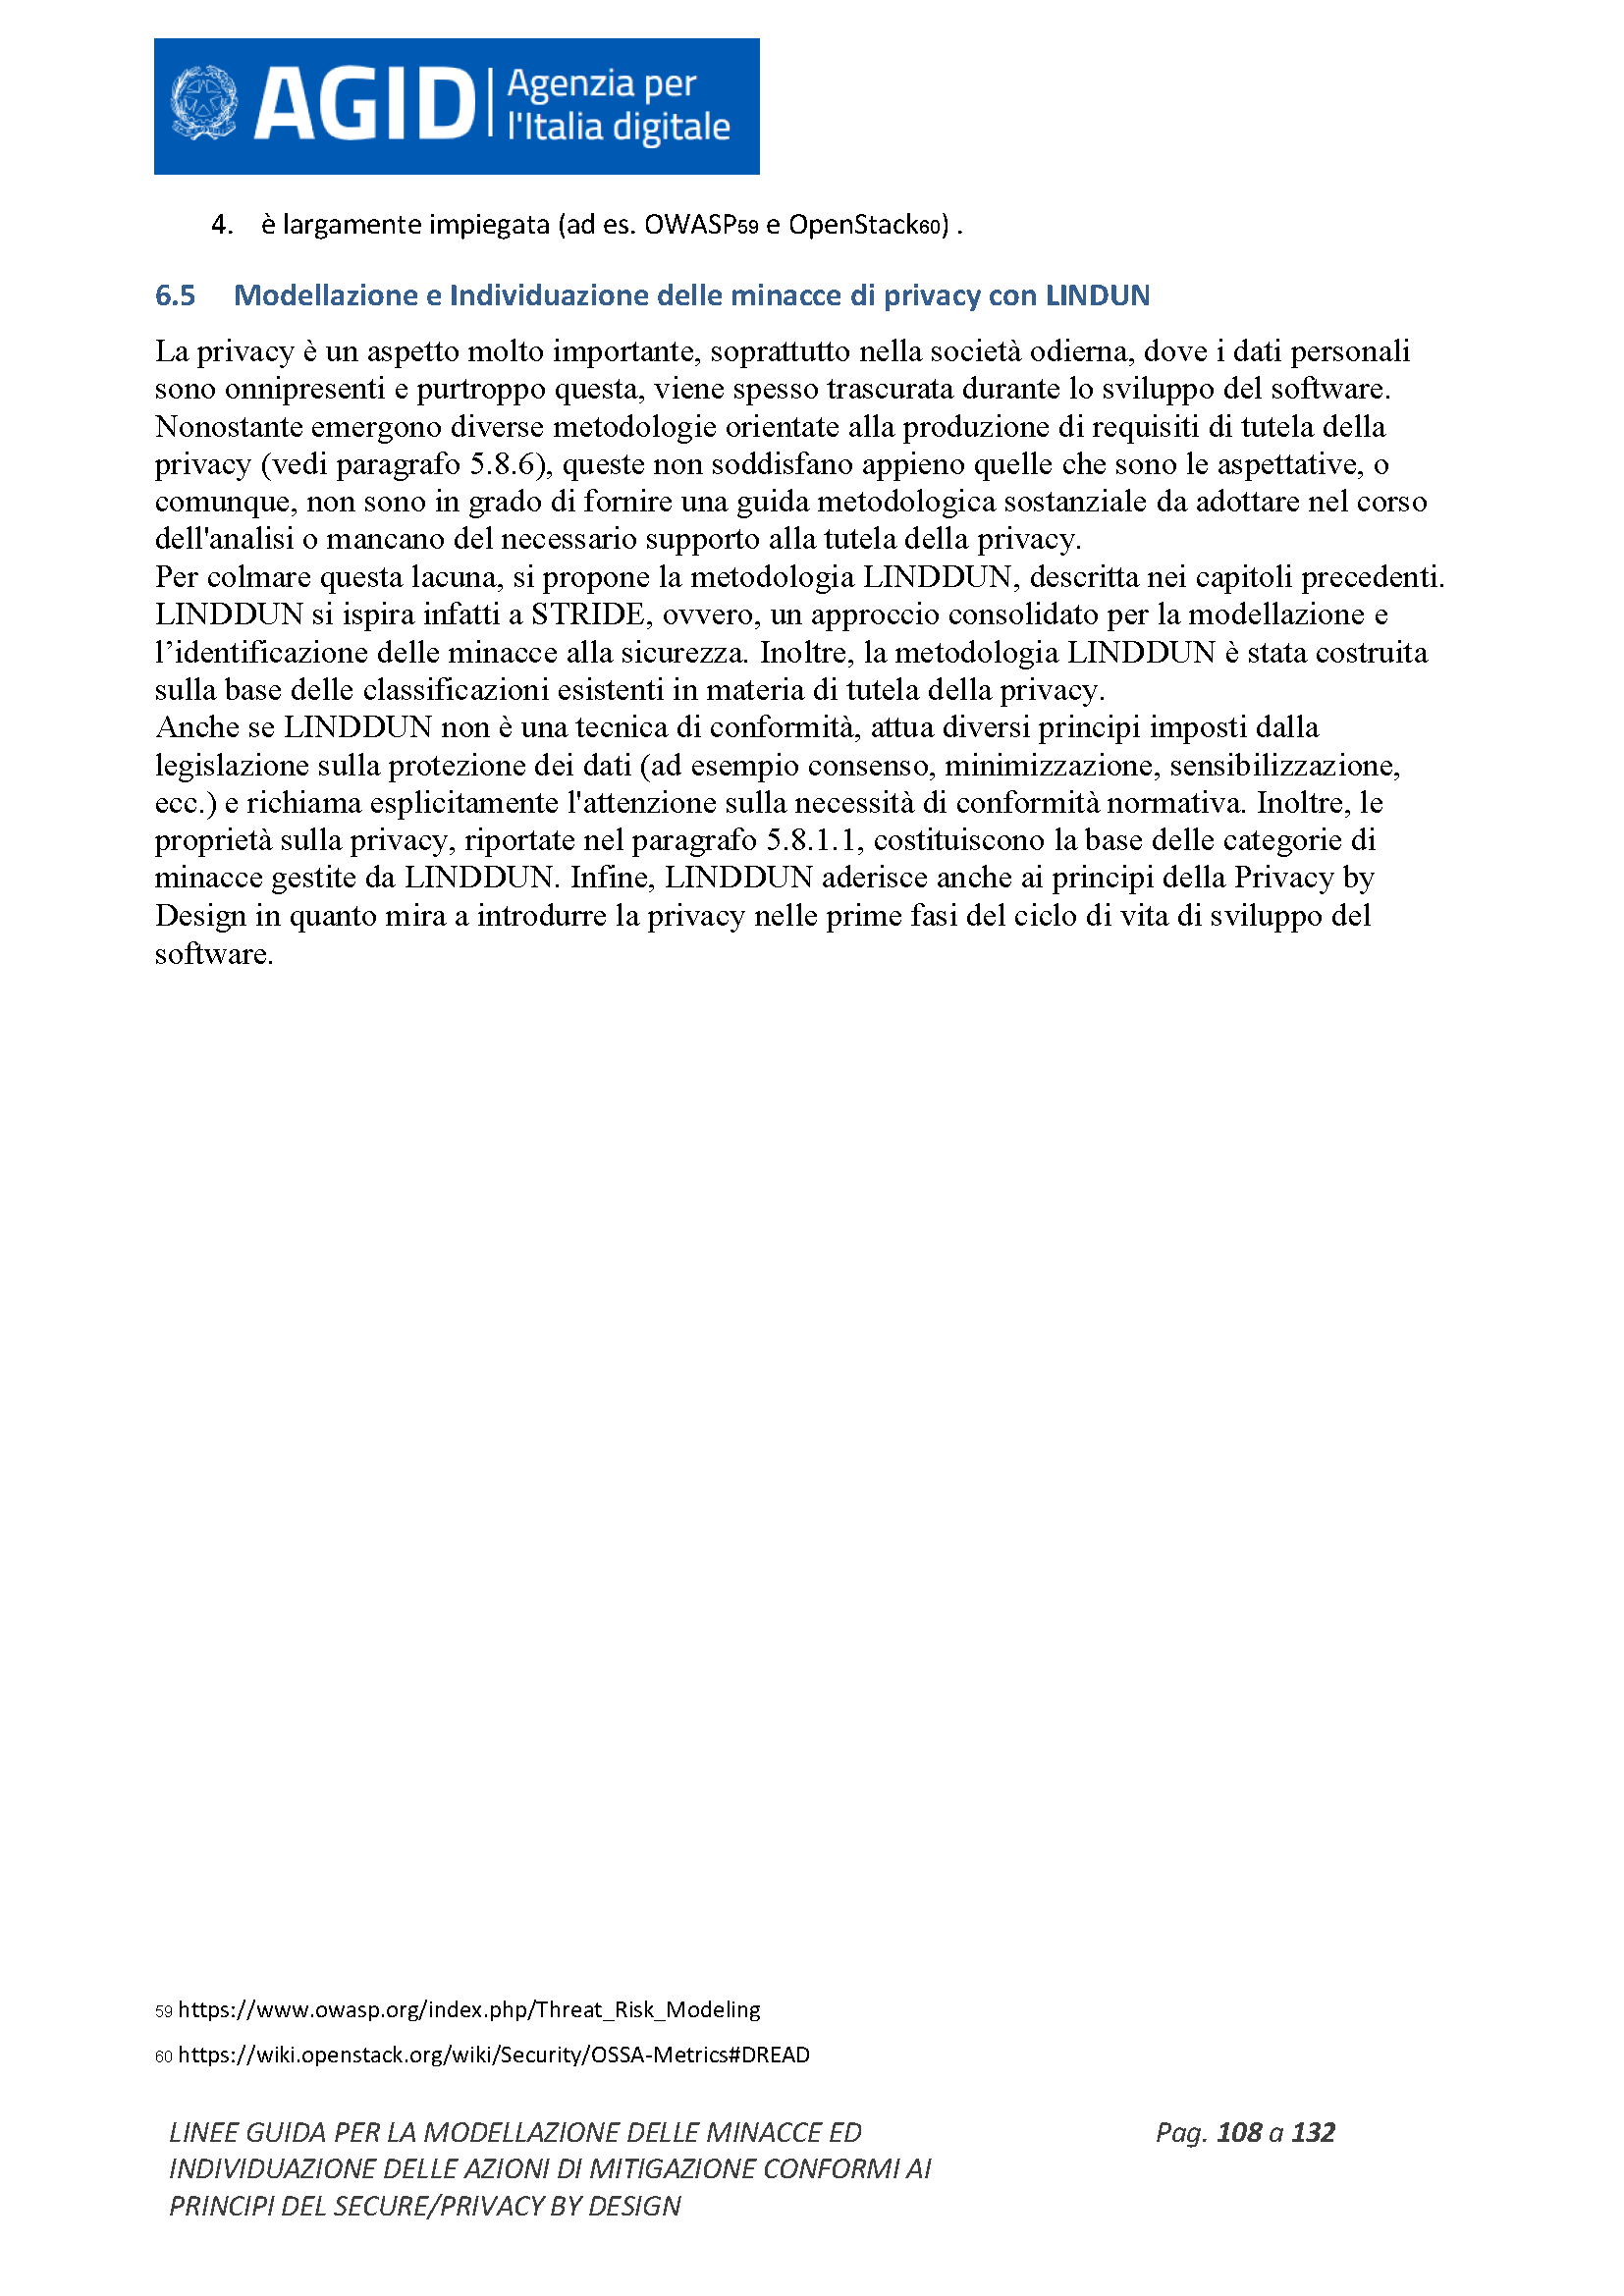 AGID Agenzia per
l'Italia digitale
4. è largamente impiegata (ad es. OWASP59 e OpenStack60) .
6.5 Modellazione e Individuazione delle minacce di privacy con LINDUN
La privacy è un aspetto molto importante, soprattutto nella società odierna, dove i dati personali
sono onnipresenti e purtroppo questa, viene spesso trascurata durante lo sviluppo del software.
Nonostante emergono diverse metodologie orientate alla produzione di requisiti di tutela della
privacy (vedi paragrafo 5.8.6), queste non soddisfano appieno quelle che sono le aspettative, o
comunque, non sono in grado di fornire una guida metodologica sostanziale da adottare nel corso
dell'analisi o mancano del necessario supporto alla tutela della privacy.
Per colmare questa lacuna, si propone la metodologia LINDDUN, descritta nei capitoli precedenti.
LINDDUN si ispira infatti a STRIDE, ovvero, un approccio consolidato per la modellazione e
l’identificazione delle minacce alla sicurezza. Inoltre, la metodologia LINDDUN è stata costruita
sulla base delle classificazioni esistenti in materia di tutela della privacy.
Anche se LINDDUN non è una tecnica di conformità, attua diversi principi imposti dalla
legislazione sulla protezione dei dati (ad esempio consenso, minimizzazione, sensibilizzazione,
ecc.) e richiama esplicitamente l'attenzione sulla necessità di conformità normativa. Inoltre, le
proprietà sulla privacy, riportate nel paragrafo 5.8.1.1, costituiscono la base delle categorie di
minacce gestite da LINDDUN. Infine, LINDDUN aderisce anche ai principi della Privacy by
Design in quanto mira a introdurre la privacy nelle prime fasi del ciclo di vita di sviluppo del
software.
59 https://www.owasp.org/index.php/Threat_Risk_Modeling
60 https://wiki.openstack.org/wiki/Security/OSSA-Metrics#DREAD
LINEE GUIDA PER LA MODELLAZIONE DELLE MINACCE ED
INDIVIDUAZIONE DELLE AZIONI DI MITIGAZIONE CONFORMI AI
PRINCIPI DEL SECURE/PRIVACY BY DESIGN
Pag. 108 a 132